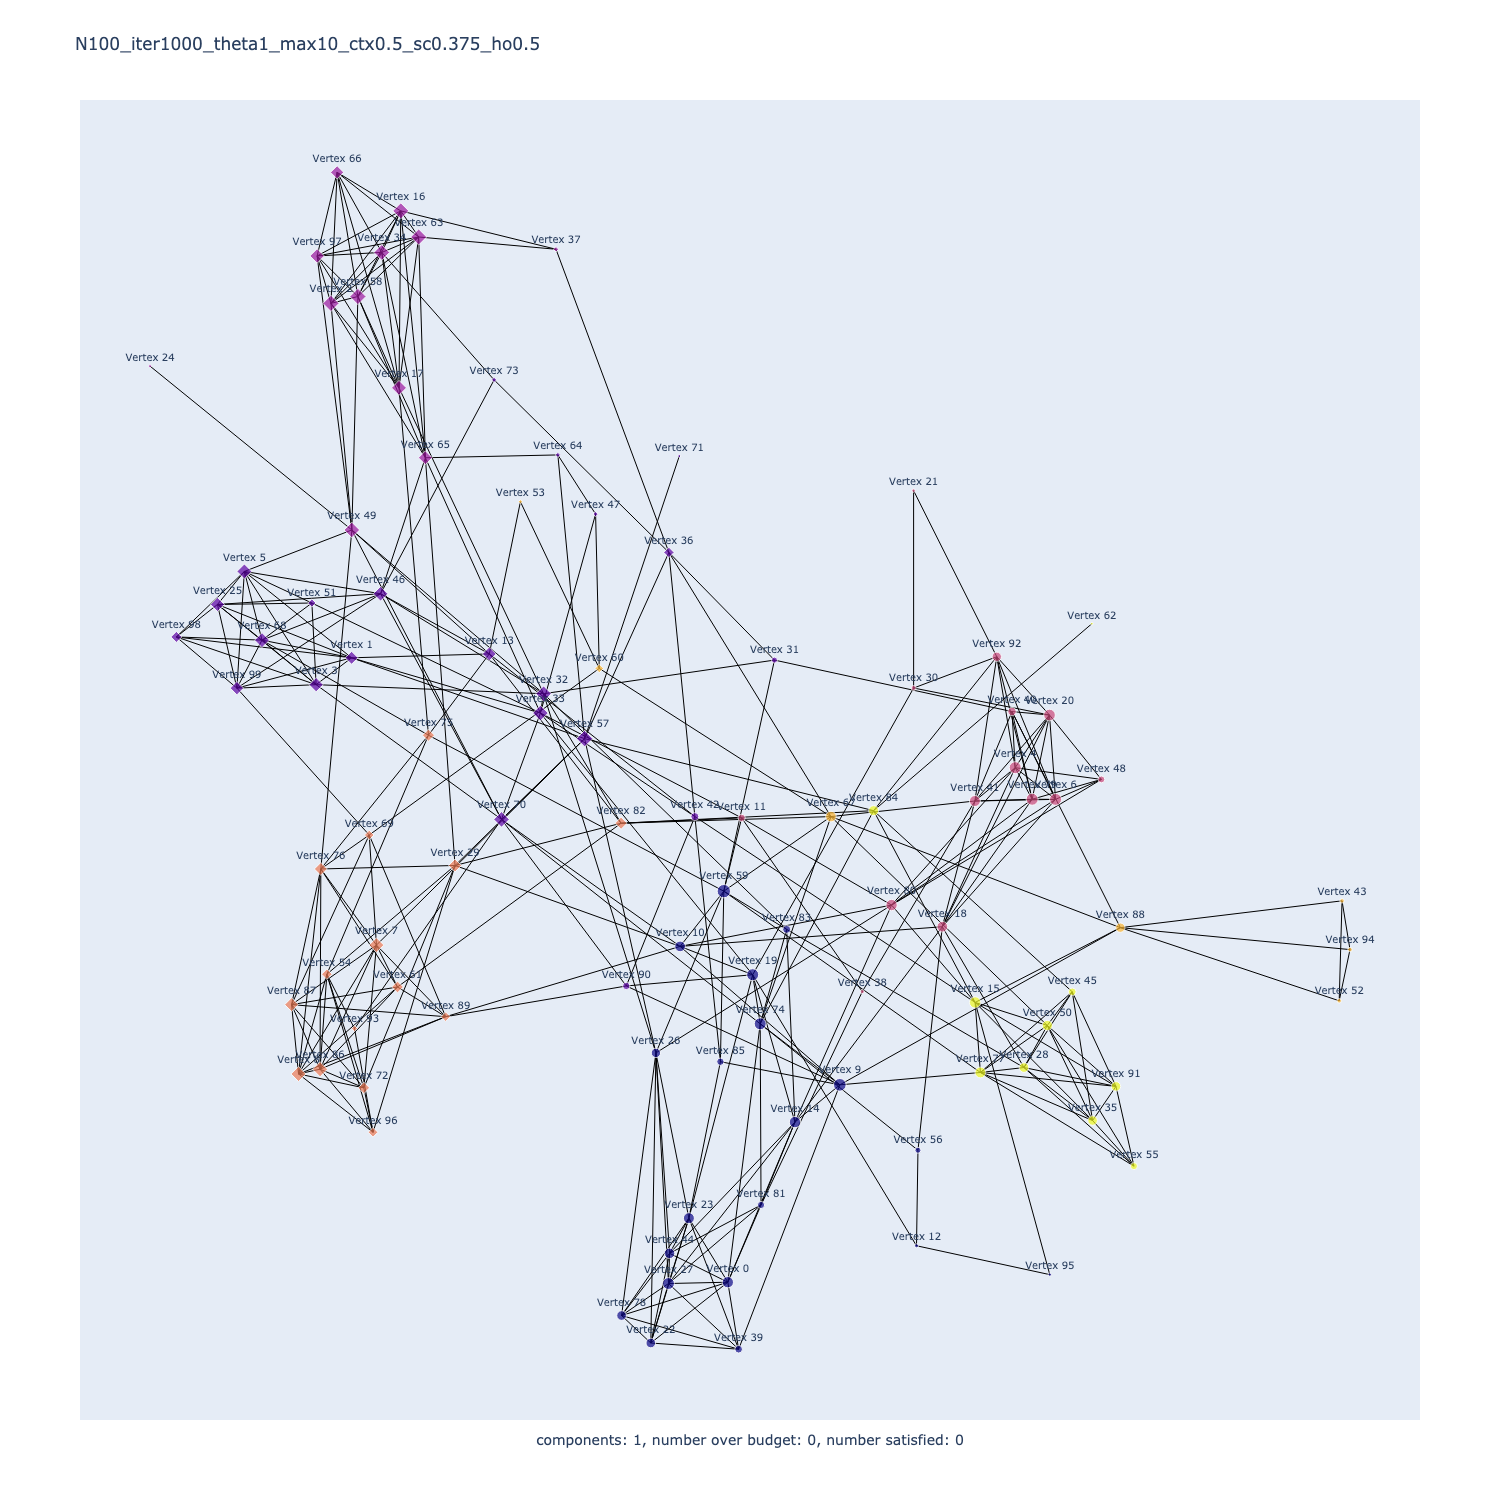 N100_iter1000_theta1_max10_ctx0.5_sc0.375_ho0.5
Vertex 66
Vertex 16
Vertex 63
Vertex 37
Vertex 97
Vertex 34
Vertex 58
Vertex 24
Vertex 73
Vertex 17
Vertex 65
Vertex 64
Vertex 71
Vertex 21
Vertex 53
Vertex 47
Vertex 49
Vertex 36
Vertex 5
Vertex 46
Vertex 25
Vertex 51
Vertex 62
Vertex 98
Vertex 68
Vertex 1
Vertex 13
Vertex 60
Vertex 31
Vertex 92
Vertex 99
Vertex 3
Vertex 32
Vertex 30
Vertex 33
Vertex 40
Vertex 20
Vertex 75
Vertex 57
Vertex 4
Vertex 48
Vertex 41
Vertex 6
Vertex 70
Vertex 82
Vertex 42
Vertex 11
Vertex 67
Vertex 84
Vertex 69
Vertex 76
Vertex 29
Vertex 59
Vertex 43
Vertex 18
Vertex 88
Vertex 7
Vertex 10
Vertex 83
Vertex 94
Vertex 54
Vertex 61
Vertex 90
Vertex 19
Vertex 38
Vertex 15
Vertex 45
Vertex 52
Vertex 87
Vertex 93
Vertex 89
Vertex 74
Vertex 50
Vertex 26
Vertex 85
Vertex 86
Vertex 72
Vertex 9
Vertex 28
Vertex 91
Vertex 96
Vertex 14
Vertex 35
Vertex 56
Vertex 55
Vertex 23
Vertex 81
Vertex 44
Vertex 12
Vertex 27
Vertex 0
Vertex 95
Vertex 78
Vertex 22
Vertex 39
components: 1, number over budget: 0, number satisfied: 0